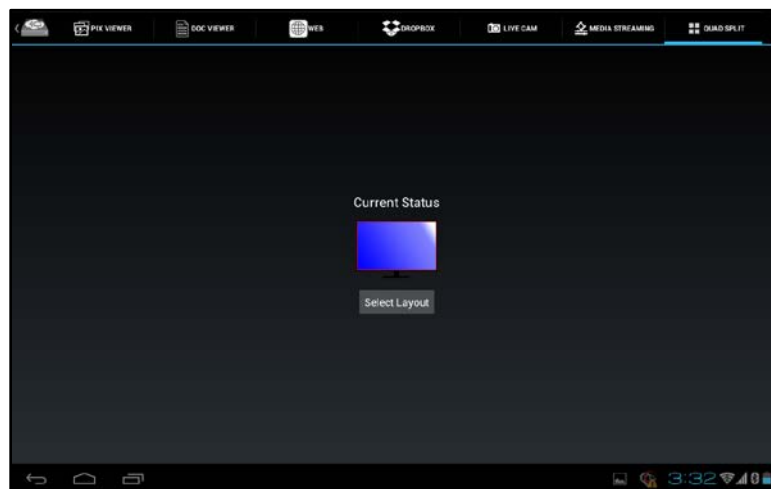 PIX VIEWER DOC VIEWER WEB DROPBOX LIVE CAM MEDIA STREAMING QUAD SPLIT
Current Status
Select Layout
3:32